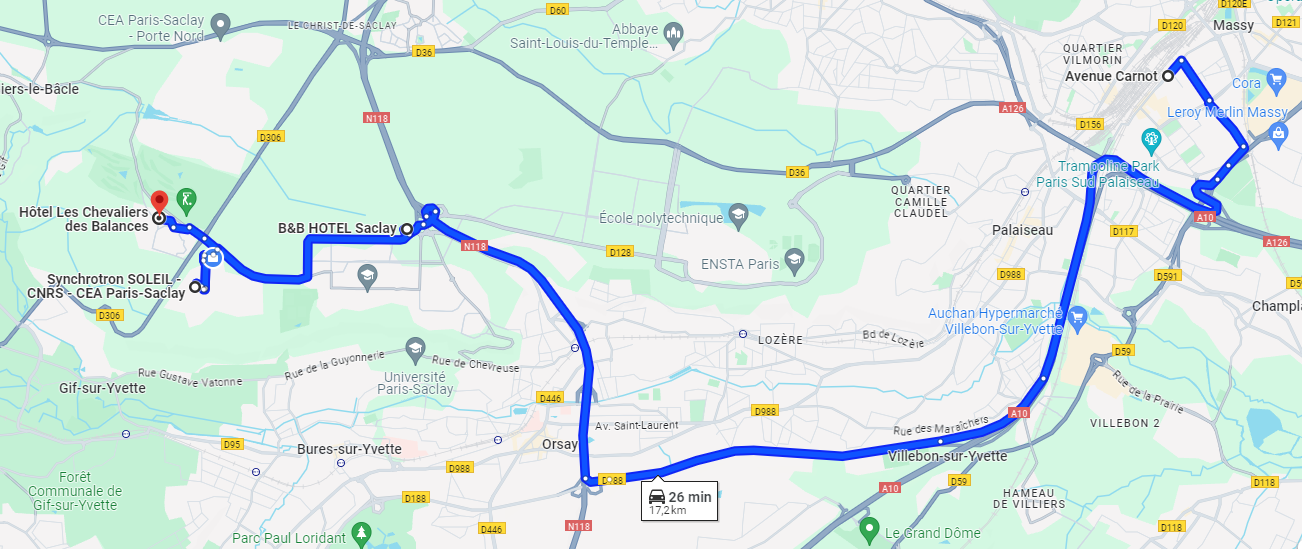 D120E
D60
LE CHRIST-DE-SACLAY
CEA Paris-Saclay
- Porte Nord
Abbaye
Saint-Louis-du-Temple...
D36
D120
Massy
D121
QUARTIER
VILMORIN
Avenue Carnot
Cora
iers-le-Bâcle
Leroy Merlin Massy
N118
A126
D156
D306
Trampoline Park
Paris Sud Palaiseau
D36
QUARTIER
CAMILLE
CLAUDEL
Hôtel Les Chevaliers
des Balances
B&B HOTEL Saclay
École polytechnique
A10
Palaiseau
D117
A126
N118
D128
ENSTA Paris
D988
D591
Synchrotron SOLEIL -
CNRS - CEA Paris-Saclay
D306
Auchan Hypermarché
Villebon-Sur-Yvette
Champla
LOZÈRE
Bd de Lozère
D59
Rue de la Guyonnerie
Rue de Chevreuse
Rue Gustave Vatonne
Gif-sur-Yvette
Université
Paris-Saclay
Rue de la Prairie
D446
D988
A10
Av. Saint-Laurent
Rue des Maraîchers
VILLEBON 2
D95
Orsay
Bures-sur-Yvette
Villebon-sur-Yvette
D988
D988
Forêt
Communale de
Gif-sur-Yvette
26 min
17,2 km
A10
D59
D118
D188
HAMEAU
DE VILLIERS
D446
N118
D118
Parc Paul Loridant
Le Grand Dôme